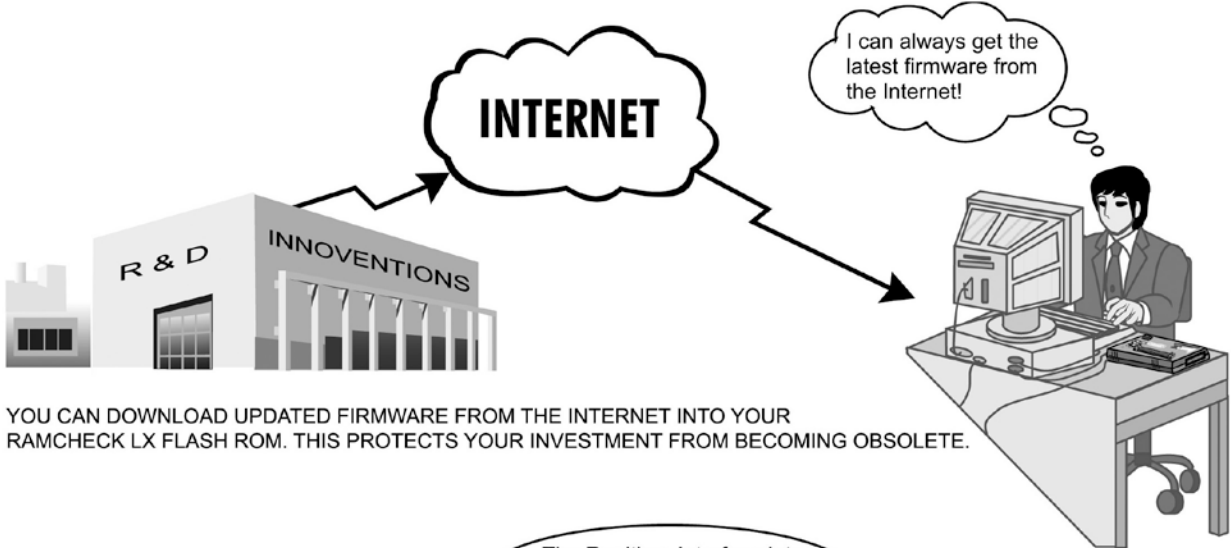 I can always get the
latest firmware from
the Internet!
INTERNET
R & D
INNOVENTIONS
YOU CAN DOWNLOAD UPDATED FIRMWARE FROM THE INTERNET INTO YOUR
RAMCHECK LX FLASH ROM. THIS PROTECTS YOUR INVESTMENT FROM BECOMING OBSOLETE.